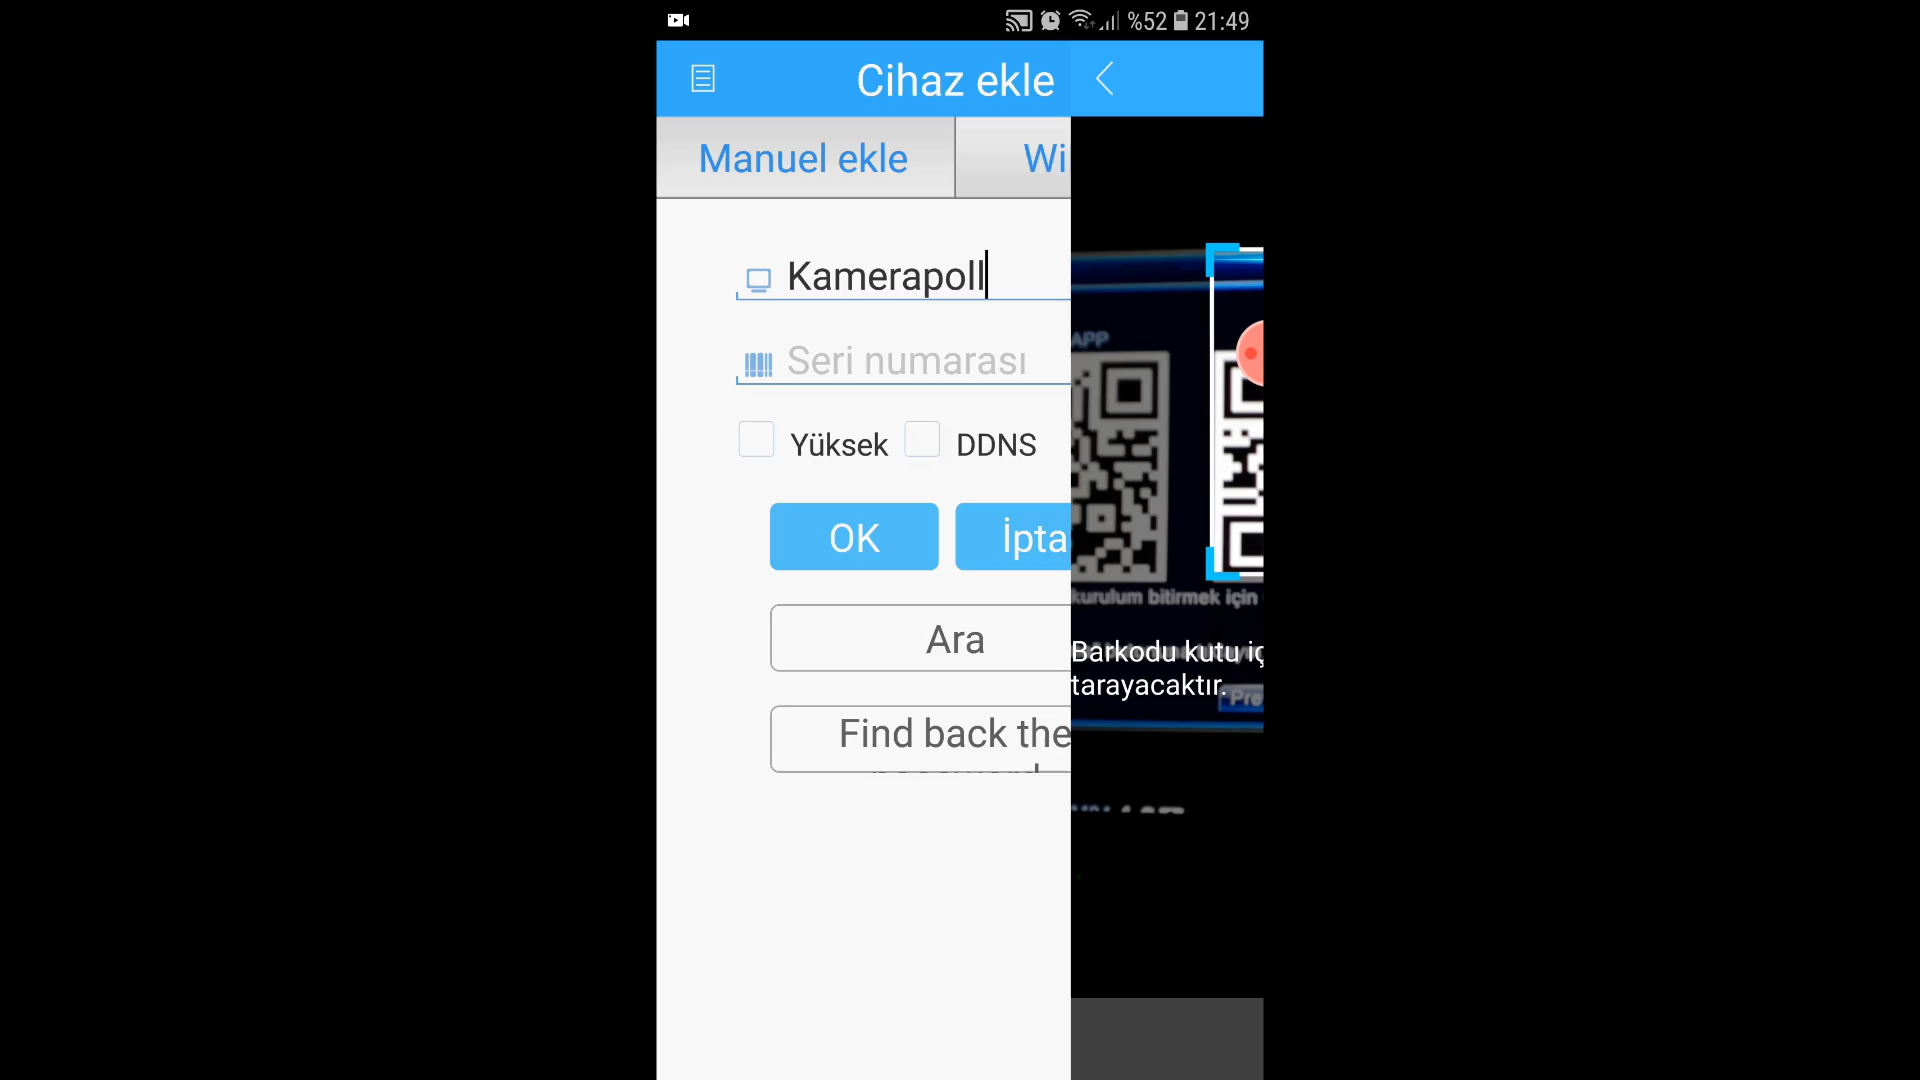 %52 21:49
Cihaz ekle
Manuel ekle
Wi
Kamerapoll
Seri numarası
Yüksek DDNS
OK
İpta
Ara
Find back the
APP
kurulum bitirmek için
Barkodu kutu iç
tarayacaktır.
Pre